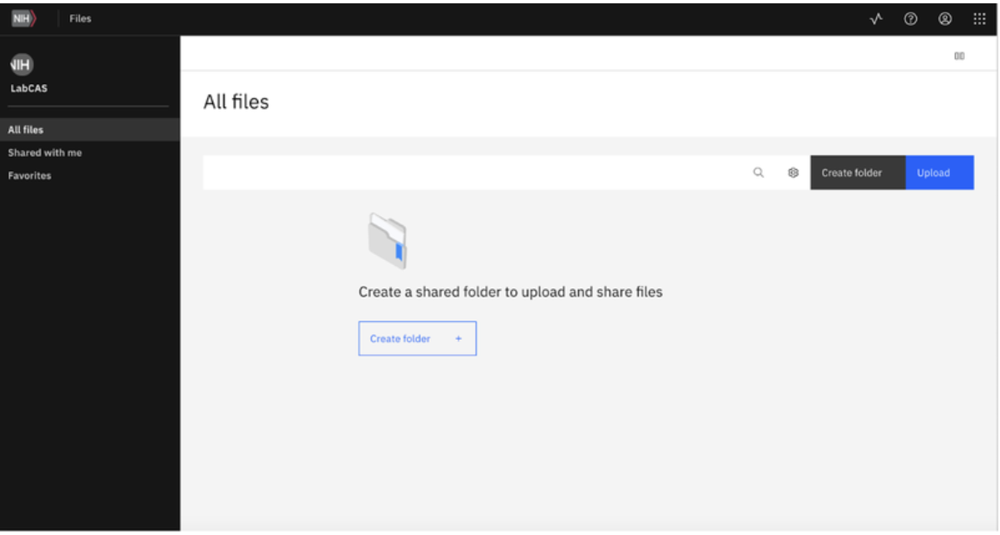 NIH Files
NIH
LabCAS
All files
Shared with me
Favorites
All files
Create folder Upload
Create a shared folder to upload and share files
Create folder +